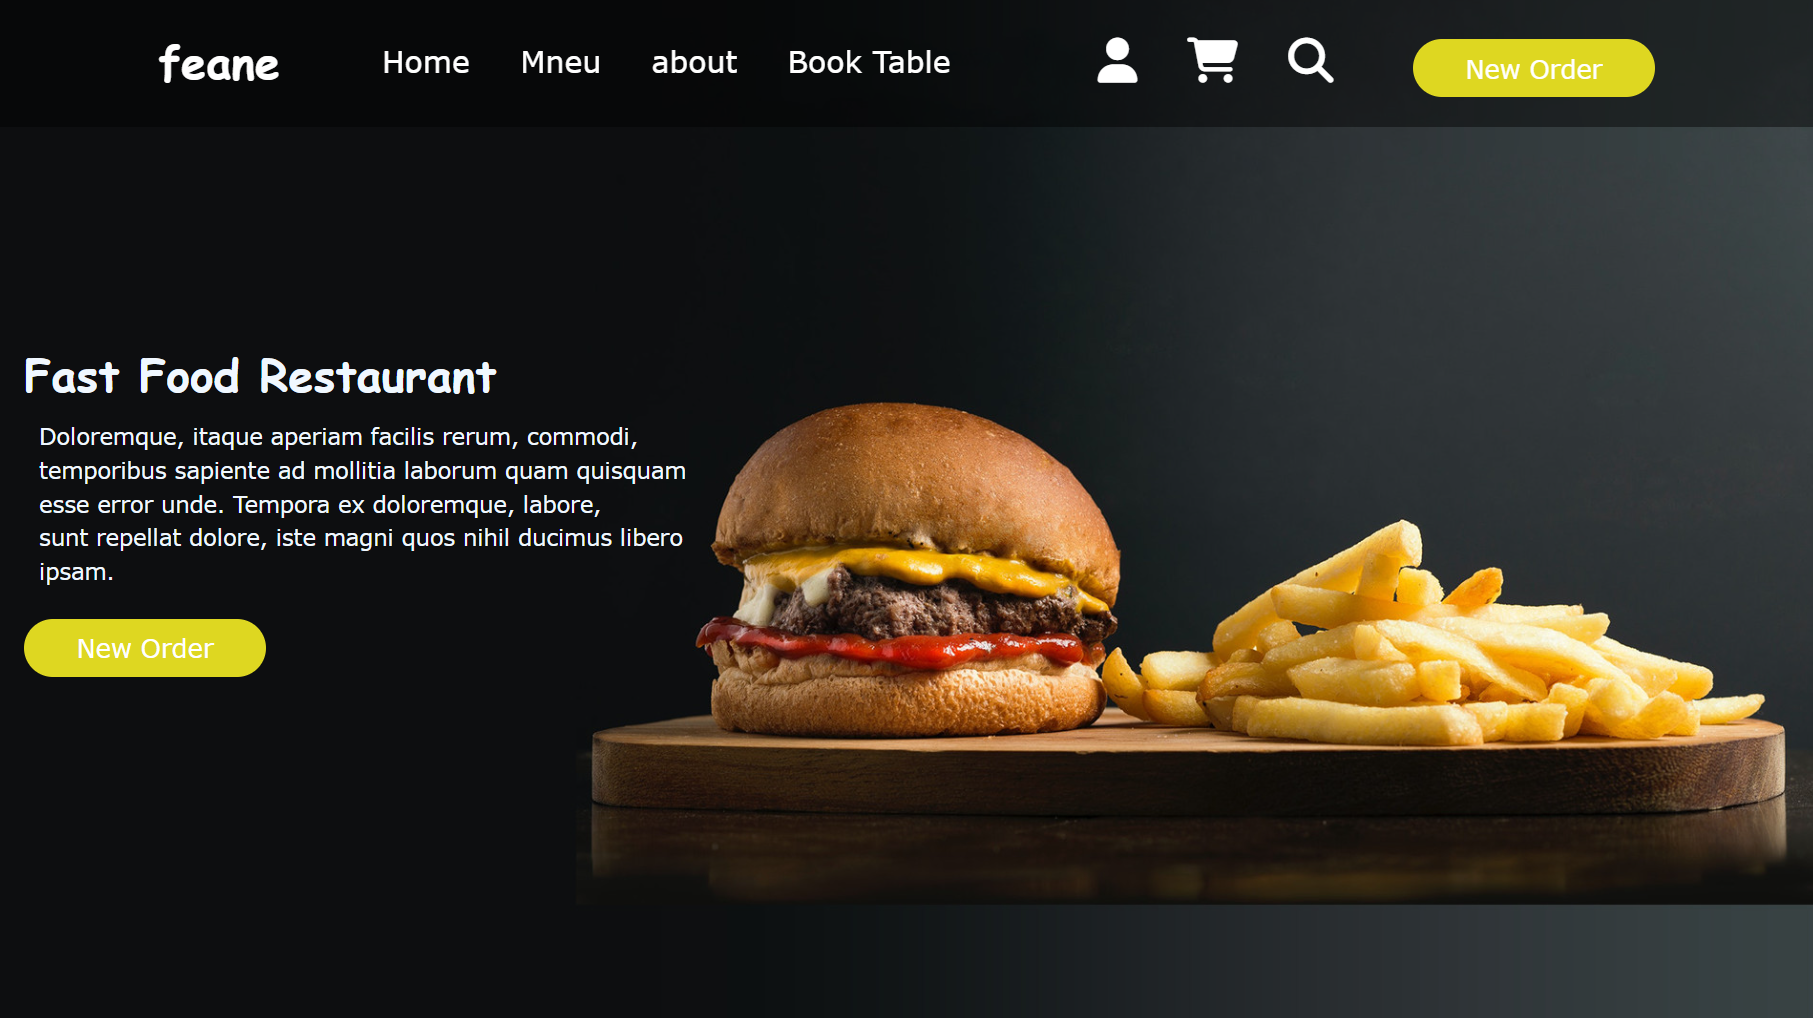 feane
Home Mneu about Book Table
New Order
Fast Food Restaurant
Doloremque, itaque aperiam facilis rerum, commodi,
temporibus sapiente ad mollitia laborum quam quisquam
esse error unde. Tempora ex doloremque, labore,
sunt repellat dolore, iste magni quos nihil ducimus libero
ipsam.
New Order